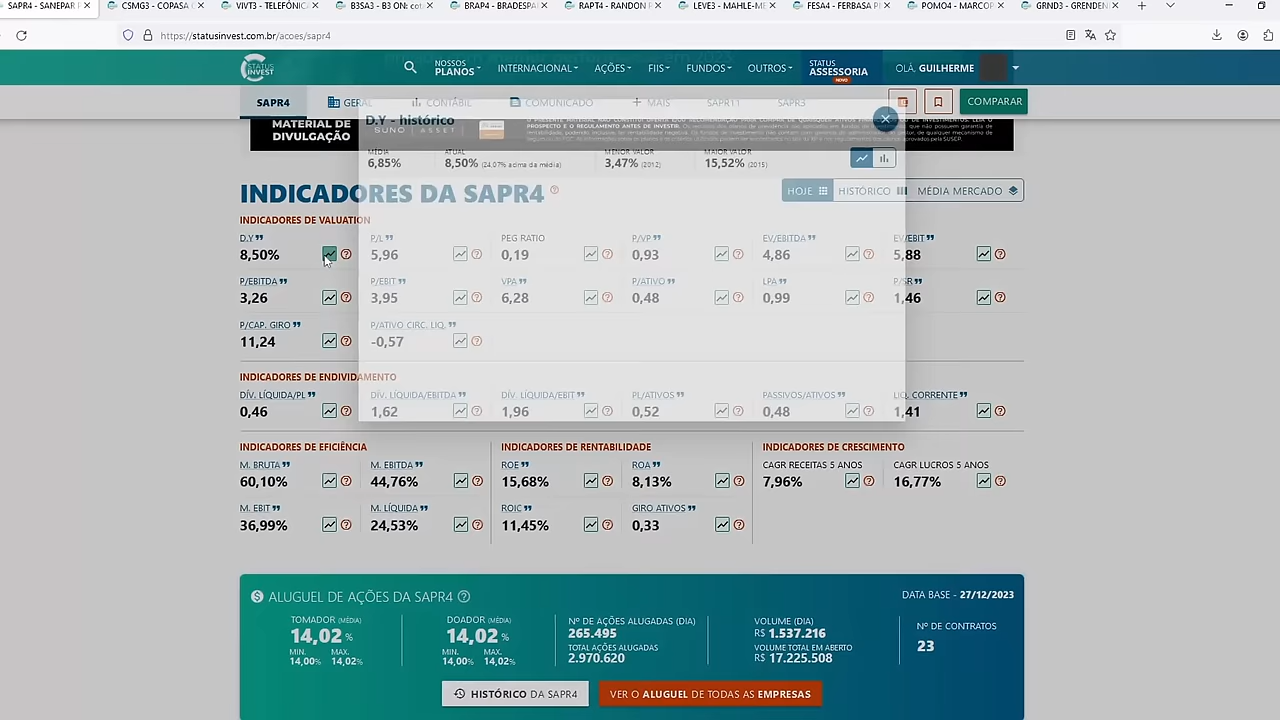 SAPR4 - SANEPAR P
CSMG3 - COPASA C
VIVT3 - TELEFÔNICA
B3SA3 - B3 ON: cot
BRAP4 - BRADESPAR
RAPT4 - RANDON P
LEVE3 - MAHLE-ME
FESA4 - FERBASA PN
POMO4 - MARCOP
GRND3 - GRENDEN
https://statusinvest.com.br/acoes/sapr4
STATUS INVEST
NOSSOS PLANOS
INTERNACIONAL
AÇÕES
FIIS
FUNDOS
OUTROS
STATUS ASSESSORIA
NOVO
OLÁ, GUILHERME
SAPR4
GERAL
CONTÁBIL
COMUNICADO
MAIS
SAPR11
SAPR3
COMPARAR
MATERIAL DE DIVULGAÇÃO
SUNO | ASSET
D.Y - histórico
MÉDIA
6,85%
ATUAL
8,50% (24,07% acima da média)
MENOR VALOR
3,47% (2012)
MAIOR VALOR
15,52% (2015)
INDICADORES DA SAPR4
HOJE
HISTÓRICO
MÉDIA MERCADO
INDICADORES DE VALUATION
D.Y
8,50%
P/L
5,96
PEG RATIO
0,19
P/VP
0,93
EV/EBITDA
4,86
EV/EBIT
5,88
P/EBITDA
3,26
P/EBIT
3,95
VPA
6,28
P/ATIVO
0,48
LPA
0,99
P/SR
1,46
P/CAP. GIRO
11,24
P/ATIVO CIRC. LIQ.
-0,57
INDICADORES DE ENDIVIDAMENTO
DÍV. LÍQUIDA/PL
0,46
DÍV. LÍQUIDA/EBITDA
1,62
DÍV. LÍQUIDA/EBIT
1,96
PL/ATIVOS
0,52
PASSIVOS/ATIVOS
0,48
LIQ. CORRENTE
1,41
INDICADORES DE EFICIÊNCIA
M. BRUTA
60,10%
M. EBITDA
44,76%
M. EBIT
36,99%
M. LÍQUIDA
24,53%
INDICADORES DE RENTABILIDADE
ROE
15,68%
ROA
8,13%
ROIC
11,45%
GIRO ATIVOS
0,33
INDICADORES DE CRESCIMENTO
CAGR RECEITAS 5 ANOS
7,96%
CAGR LUCROS 5 ANOS
16,77%
ALUGUEL DE AÇÕES DA SAPR4
DATA BASE - 27/12/2023
TOMADOR (MÉDIA)
14,02 %
MIN. 14,00%
MAX. 14,02%
DOADOR (MÉDIA)
14,02 %
MIN. 14,00%
MAX. 14,02%
Nº DE AÇÕES ALUGADAS (DIA)
265.495
TOTAL AÇÕES ALUGADAS
2.970.620
VOLUME (DIA)
R$ 1.537.216
VOLUME TOTAL EM ABERTO
R$ 17.225.508
Nº DE CONTRATOS
23
HISTÓRICO DA SAPR4
VER O ALUGUEL DE TODAS AS EMPRESAS